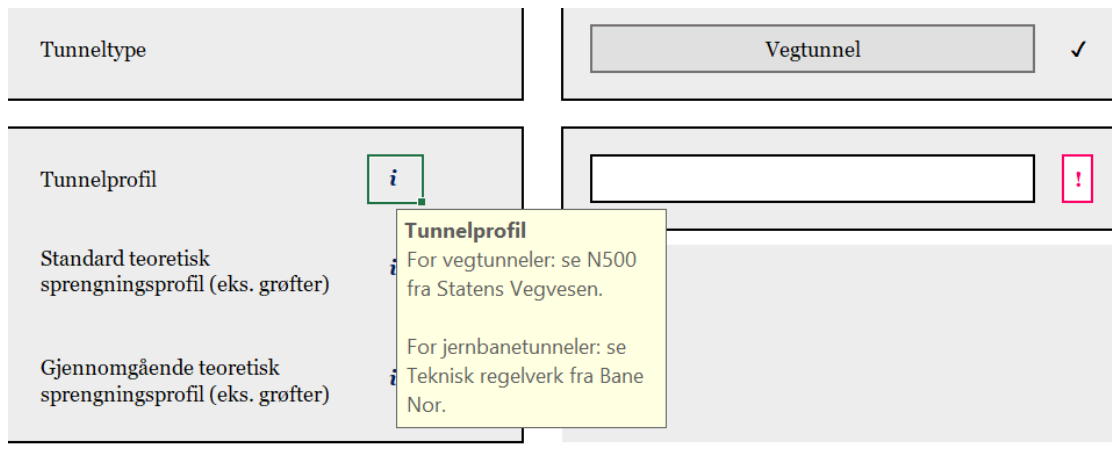 Tunneltype
Vegtunnel ✓
Tunnelprofil
i
!
Tunnelprofil
For vegtunneler: se N500
fra Statens Vegvesen.
For jernbanetunneler: se
Teknisk regelverk fra Bane
Nor.
Standard teoretisk
sprengningsprofil (eks. grøfter)
i
Gjennomgående teoretisk
sprengningsprofil (eks. grøfter)
i